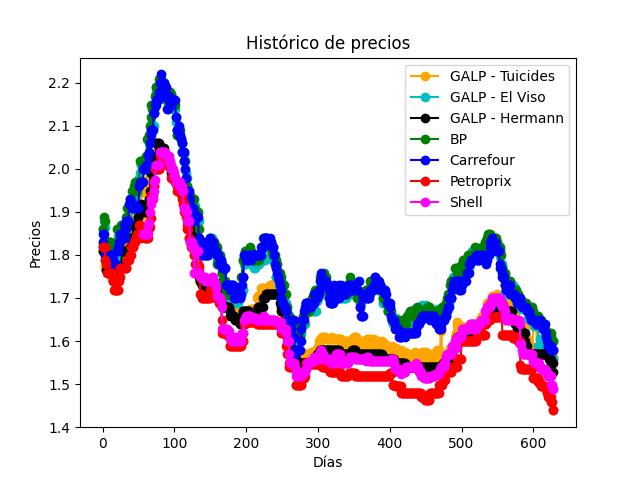 Histórico de precios
GALP - Tuicides
GALP - El Viso
GALP - Hermann
BP
Carrefour
Petroprix
Shell
Precios
2.2
2.1
2.0
1.9
1.8
1.7
1.6
1.5
1.4
0 100 200 300 400 500 600
Días